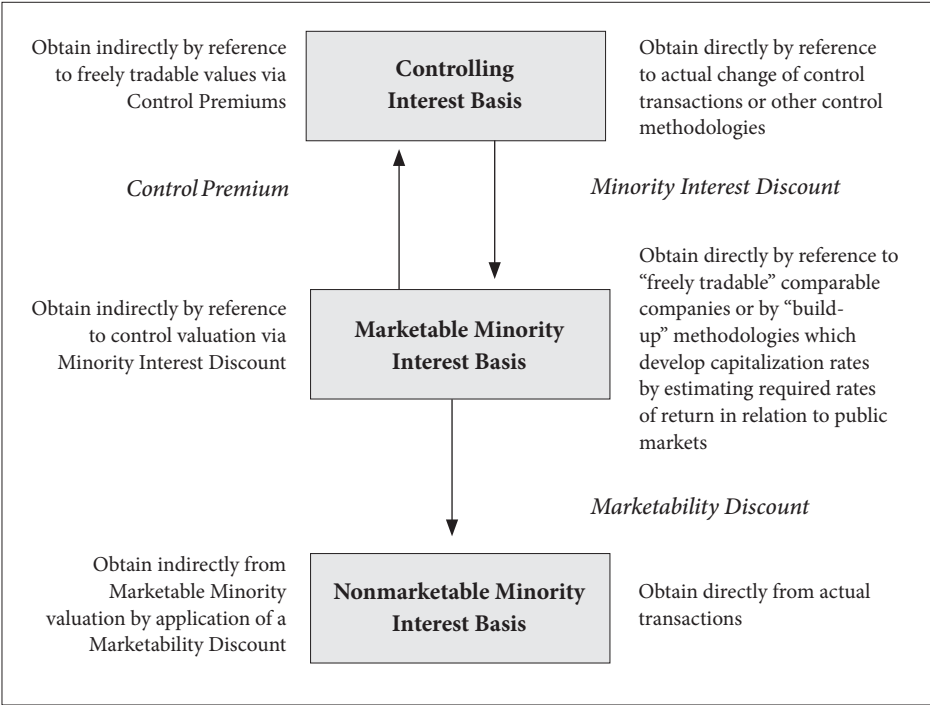 Obtain indirectly by reference
to freely tradable values via
Control Premiums
Controlling
Interest Basis
Obtain directly by reference
to actual change of control
transactions or other control
methodologies
Control Premium
Minority Interest Discount
Obtain indirectly by reference
to control valuation via
Minority Interest Discount
Marketable Minority
Interest Basis
Obtain directly by reference to
“freely tradable” comparable
companies or by “build-
up” methodologies which
develop capitalization rates
by estimating required rates
of return in relation to public
markets
Marketability Discount
Obtain indirectly from
Marketable Minority
valuation by application of a
Marketability Discount
Nonmarketable Minority
Interest Basis
Obtain directly from actual
transactions